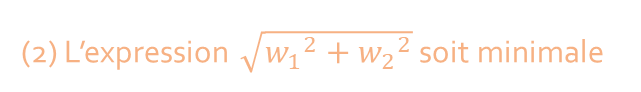 (2) L'expression √(w₁² + w₂²) soit minimale